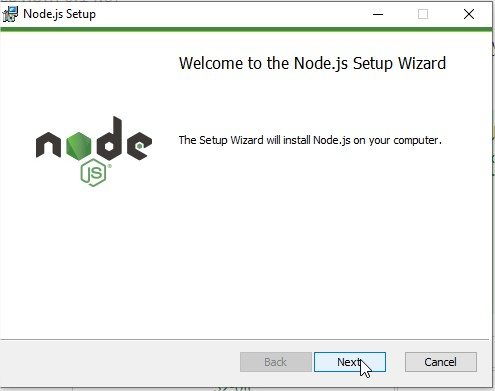 Node.js Setup
Welcome to the Node.js Setup Wizard
node
JS
The Setup Wizard will install Node.js on your computer.
Back
Next
Cancel